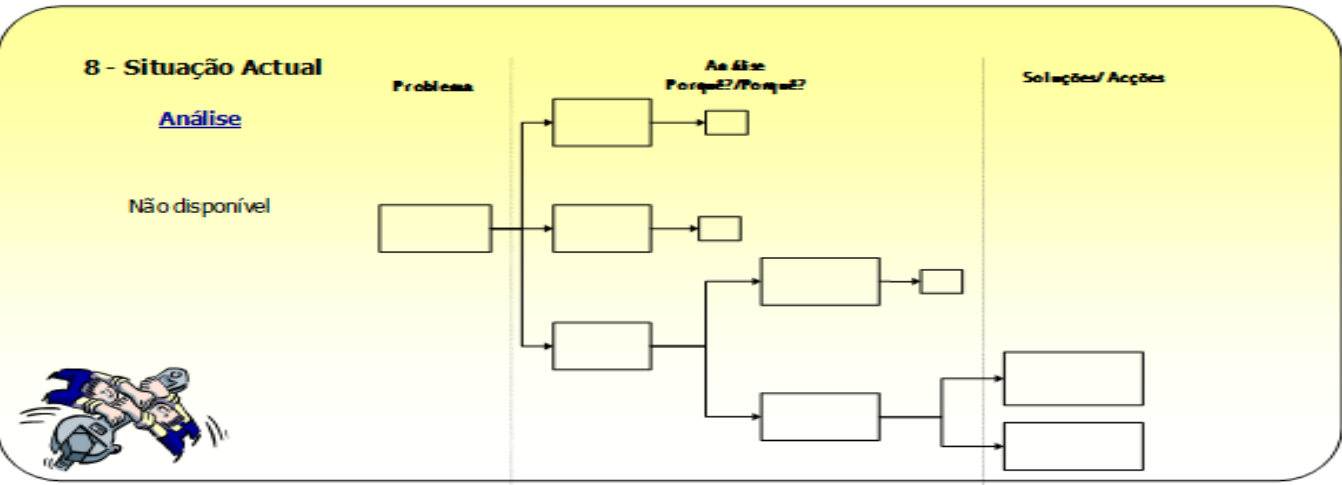 8 - Situação Actual
Análise
Não disponível
Problema
Análise
Porquê?/Porquê?
Soluções/ Acções